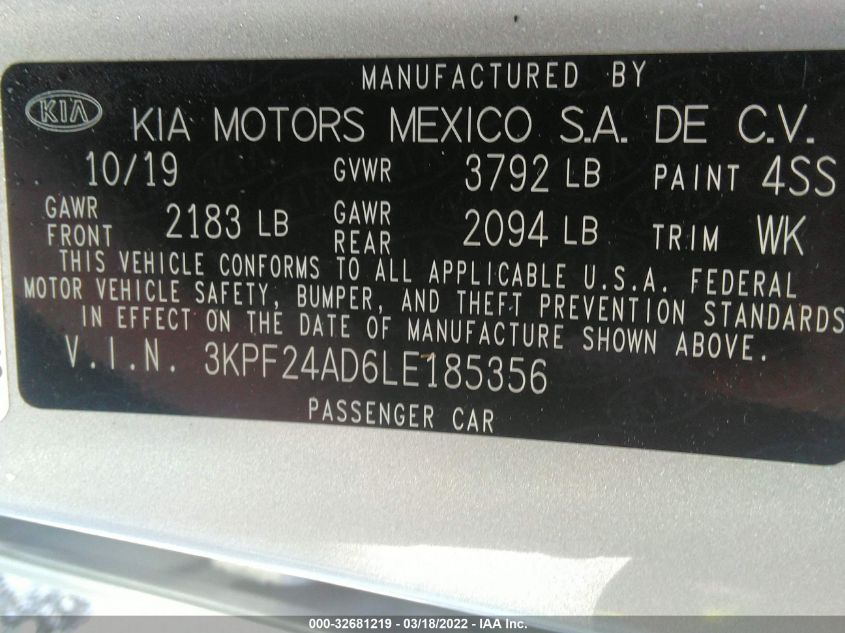 MANUFACTURED BY
KIA KIA MOTORS MEXICO S.A. DE C.V.
10/19 GVWR 3792 LB PAINT 4SS
GAWR FRONT 2183 LB GAWR REAR 2094 LB TRIM WK
THIS VEHICLE CONFORMS TO ALL APPLICABLE U.S.A. FEDERAL
MOTOR VEHICLE SAFETY, BUMPER, AND THEFT PREVENTION STANDARDS
IN EFFECT ON THE DATE OF MANUFACTURE SHOWN ABOVE.
V.I.N. 3KPF24AD6LE185356
PASSENGER CAR
000-32681219 - 03/18/2022 - IAA Inc.